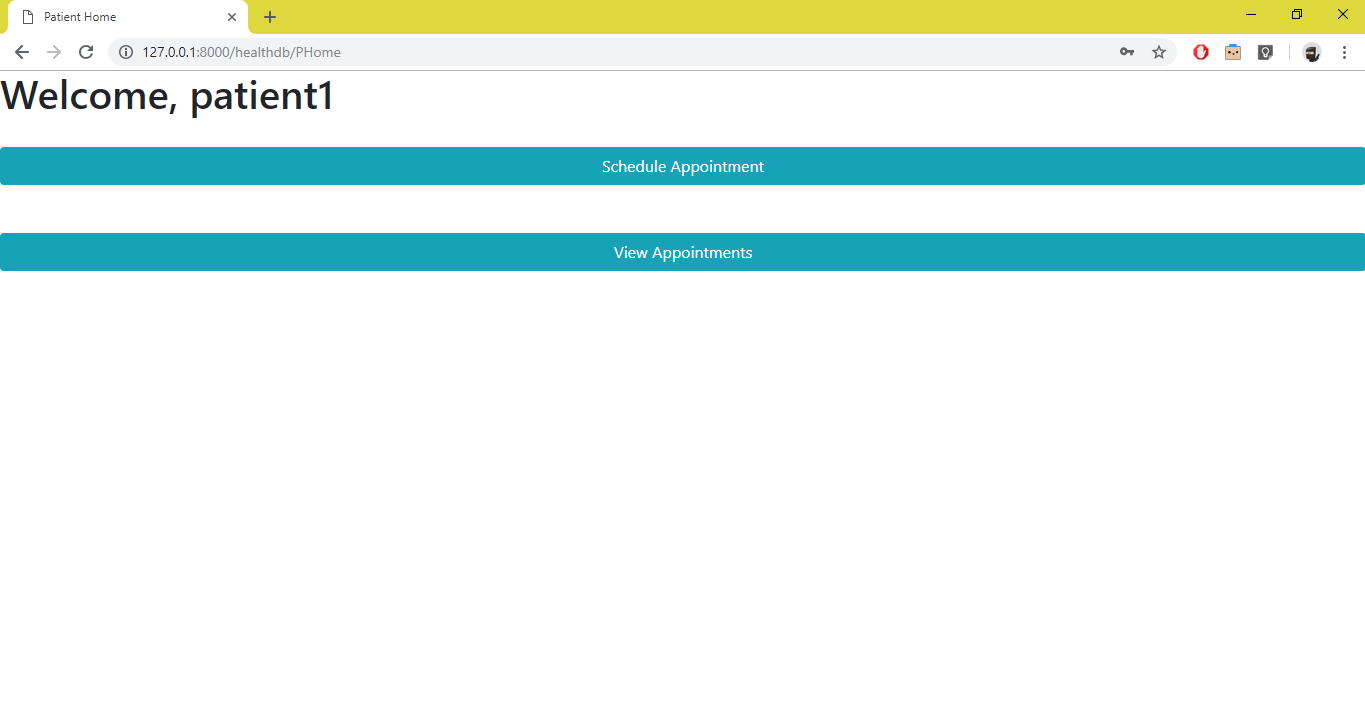 Patient Home
127.0.0.1:8000/healthdb/PHome
Welcome, patient1
Schedule Appointment
View Appointments